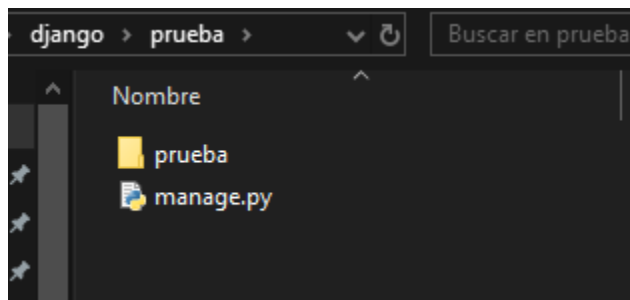 django > prueba >
Buscar en prueba
Nombre
prueba
manage.py